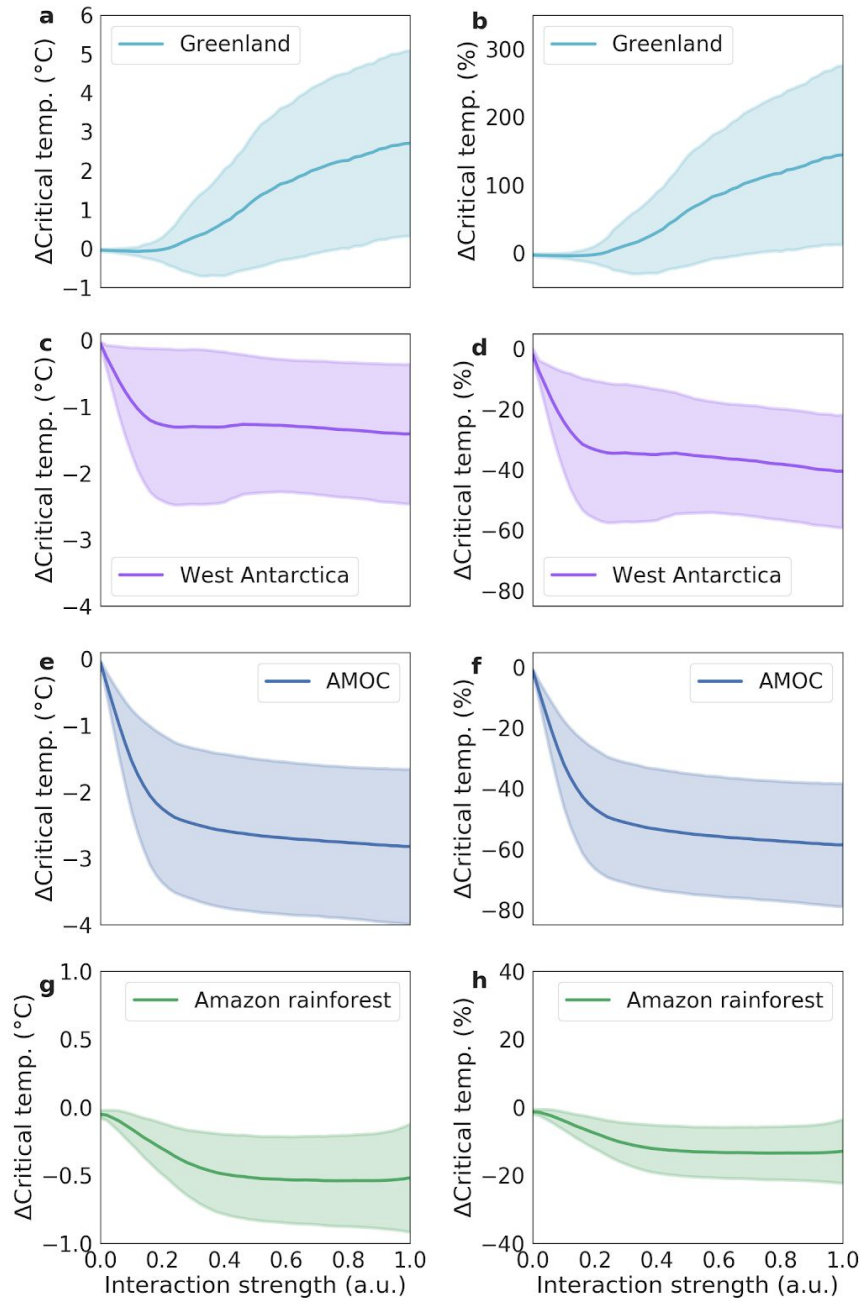 a
6
5
4
3
2
1
0
−1
ΔCritical temp. (°C)
Greenland
b
300
200
100
0
ΔCritical temp. (%)
Greenland
c
0
−1
−2
−3
−4
ΔCritical temp. (°C)
West Antarctica
d
0
−20
−40
−60
−80
ΔCritical temp. (%)
West Antarctica
e
0
−1
−2
−3
−4
ΔCritical temp. (°C)
AMOC
f
0
−20
−40
−60
−80
ΔCritical temp. (%)
AMOC
g
1.0
0.5
0.0
−0.5
−1.0
ΔCritical temp. (°C)
Amazon rainforest
0.0 0.2 0.4 0.6 0.8 1.0
Interaction strength (a.u.)
h
40
20
0
−20
−40
ΔCritical temp. (%)
Amazon rainforest
0.0 0.2 0.4 0.6 0.8 1.0
Interaction strength (a.u.)